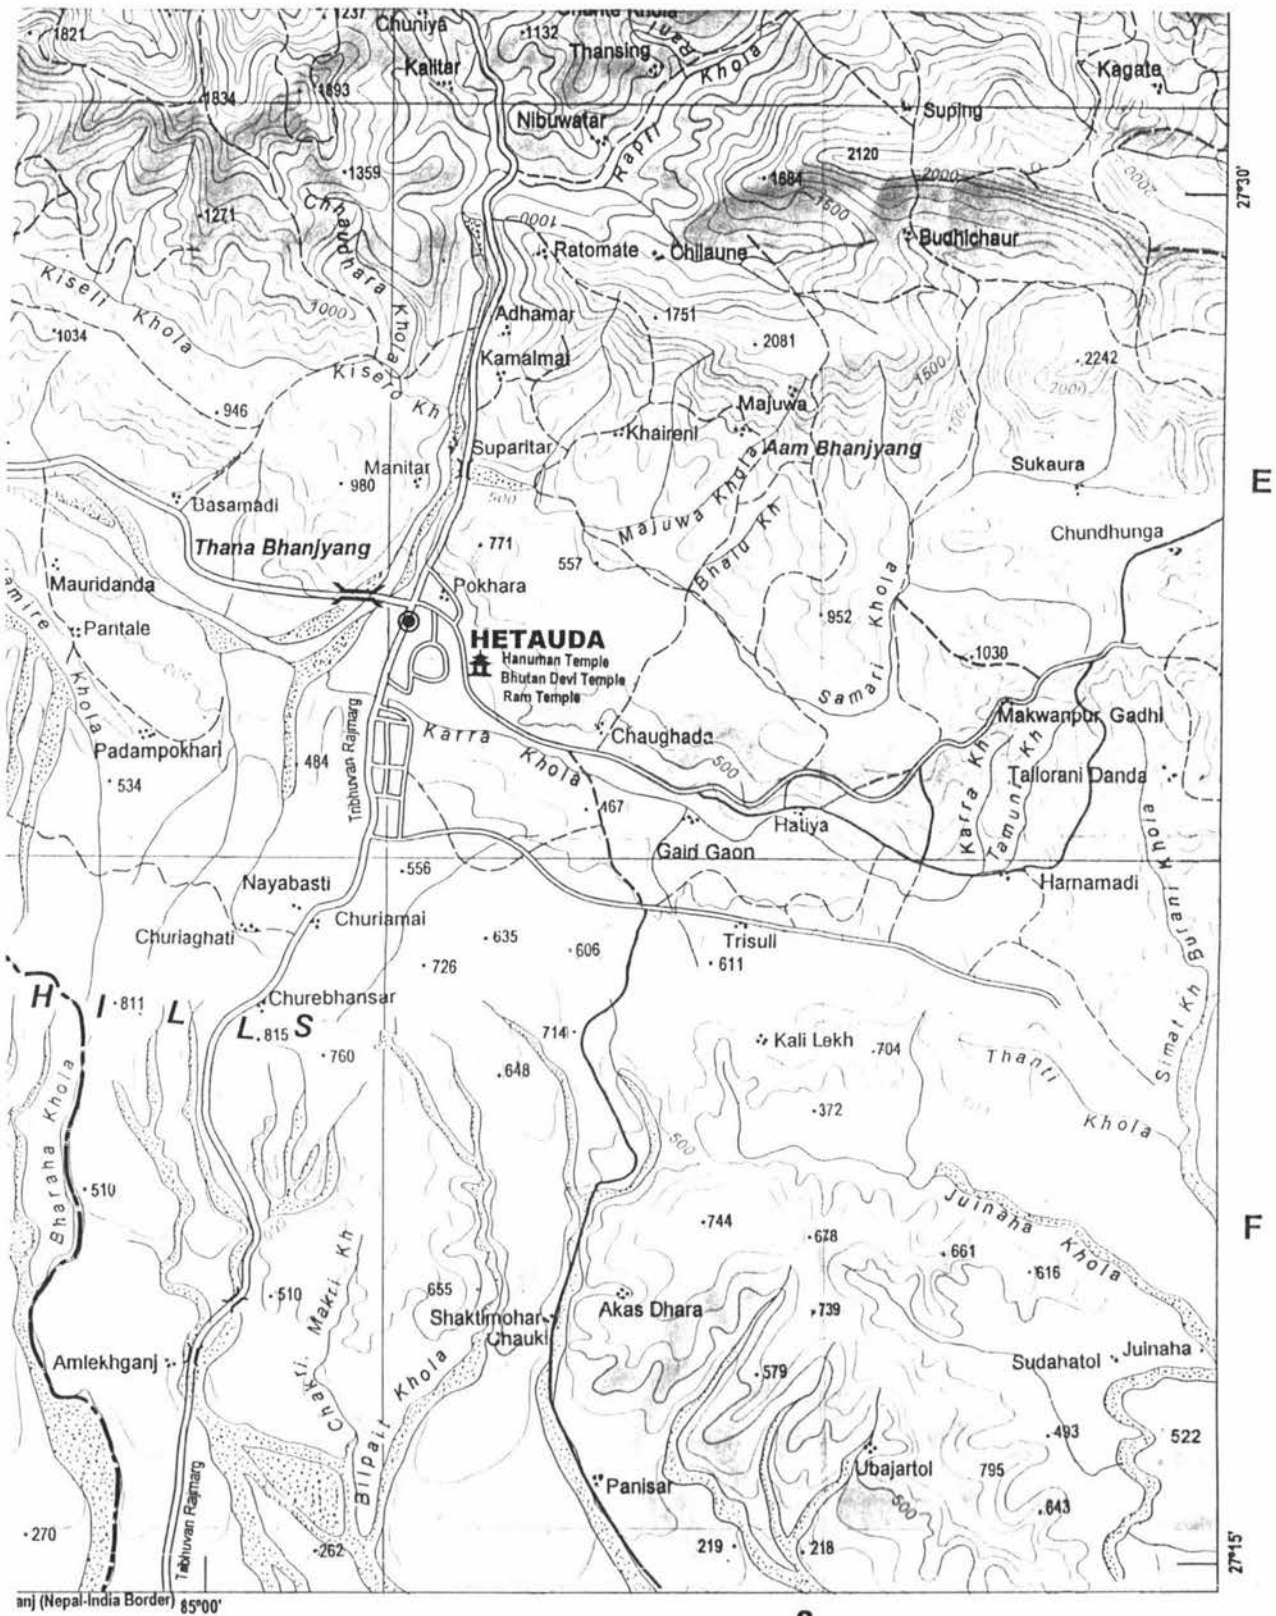 1237
Chuniya
1821
1132
Thansing
Rani
Khola
Kalitar
Kagate
1834
1893
Nibuwatar
Suping
Rapti
2120
27°30'
1359
1684
2000
2000
1500
1271
Chhaudhara Khola
1000
Budhichaur
Ratomate
Chilaune
Kiseli Khola
1000
Adhamar
1751
1034
2081
2242
Kisero Kh
Kamalmai
1500
2000
946
Majuwa
1000
Khaireni
Suparitar
Aam Bhanjyang
Manitar
980
500
Sukaura
E
Basamadi
Majuwa Khola
Bhalu Kh
Chundhunga
Thana Bhanjyang
771
557
Mauridanda
Pokhara
Samari Khola
952
Pantale
HETAUDA
Hanuman Temple
Bhutan Devi Temple
Ram Temple
1030
Khola
Makwanpur Gadhi
Padampokhari
Karra Khola
Chaughada
484
500
Tribhuvan Rajmarg
Karra Kh
Tamuni Kh
Tallorani Danda
534
467
Hatiya
Gairi Gaon
556
Nayabasti
Harnamadi
Churiamai
Churiaghati
635
606
Trisuli
726
611
H I L L S
811
Churebhansar
815
714
760
Kali Lekh
704
Simat Kh
Thanti Khola
648
372
Bharaha Khola
500
510
Juinaha Khola
744
678
F
661
616
510
655
Chakri Makri Kh
Akas Dhara
739
Shaktimohar
Chauki
Amlekhganj
Sudahatol
Juinaha
579
Bilpait Khola
493
522
Ubajartol
795
Panisar
500
643
Tribhuvan Rajmarg
270
262
219
218
27°15'
anj (Nepal-India Border)
85°00'